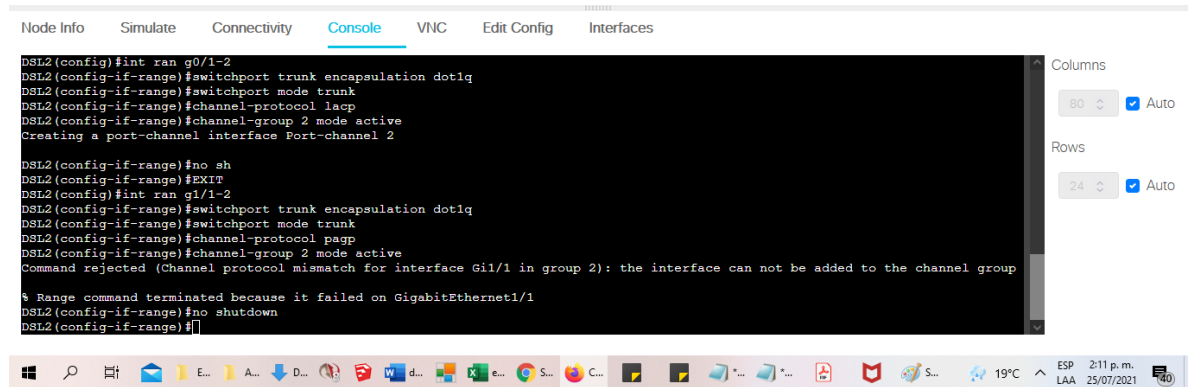 Node Info Simulate Connectivity Console VNC Edit Config Interfaces
DSL2(config)#int ran g0/1-2
DSL2(config-if-range)#switchport trunk encapsulation dot1q
DSL2(config-if-range)#switchport mode trunk
DSL2(config-if-range)#channel-protocol lacp
DSL2(config-if-range)#channel-group 2 mode active
Creating a port-channel interface Port-channel 2
DSL2(config-if-range)#no sh
DSL2(config-if-range)#EXIT
DSL2(config)#int ran g1/1-2
DSL2(config-if-range)#switchport trunk encapsulation dot1q
DSL2(config-if-range)#switchport mode trunk
DSL2(config-if-range)#channel-protocol pagp
DSL2(config-if-range)#channel-group 2 mode active
Command rejected (Channel protocol mismatch for interface Gi1/1 in group 2): the interface can not be added to the channel group
% Range command terminated because it failed on GigabitEthernet1/1
DSL2(config-if-range)#no shutdown
DSL2(config-if-range)#
Columns
80 Auto
Rows
24 Auto
E... A... D... d... e... S... C... *... *... S... 19°C ESP 2:11 p. m.
LAA 25/07/2021 40